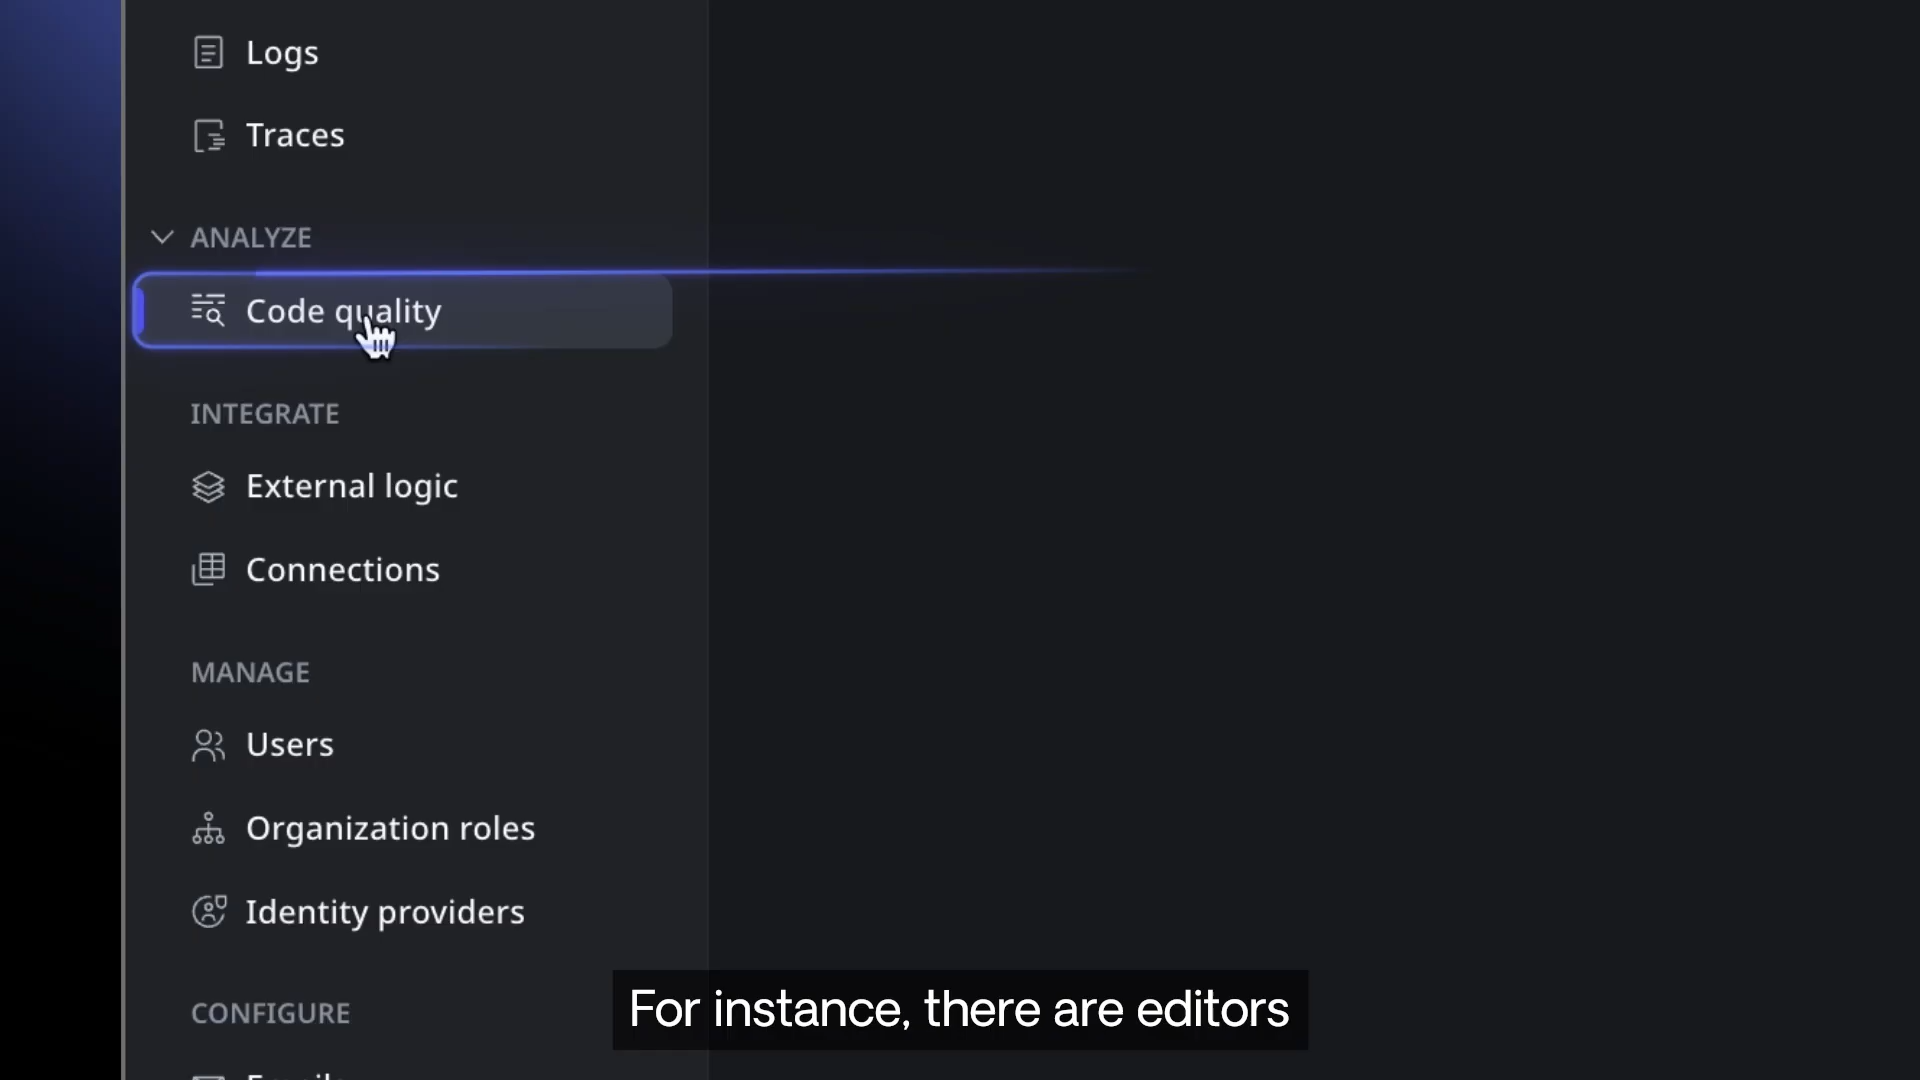 Logs
Traces
ANALYZE
Code quality
INTEGRATE
External logic
Connections
MANAGE
Users
Organization roles
Identity providers
CONFIGURE
For instance, there are editors